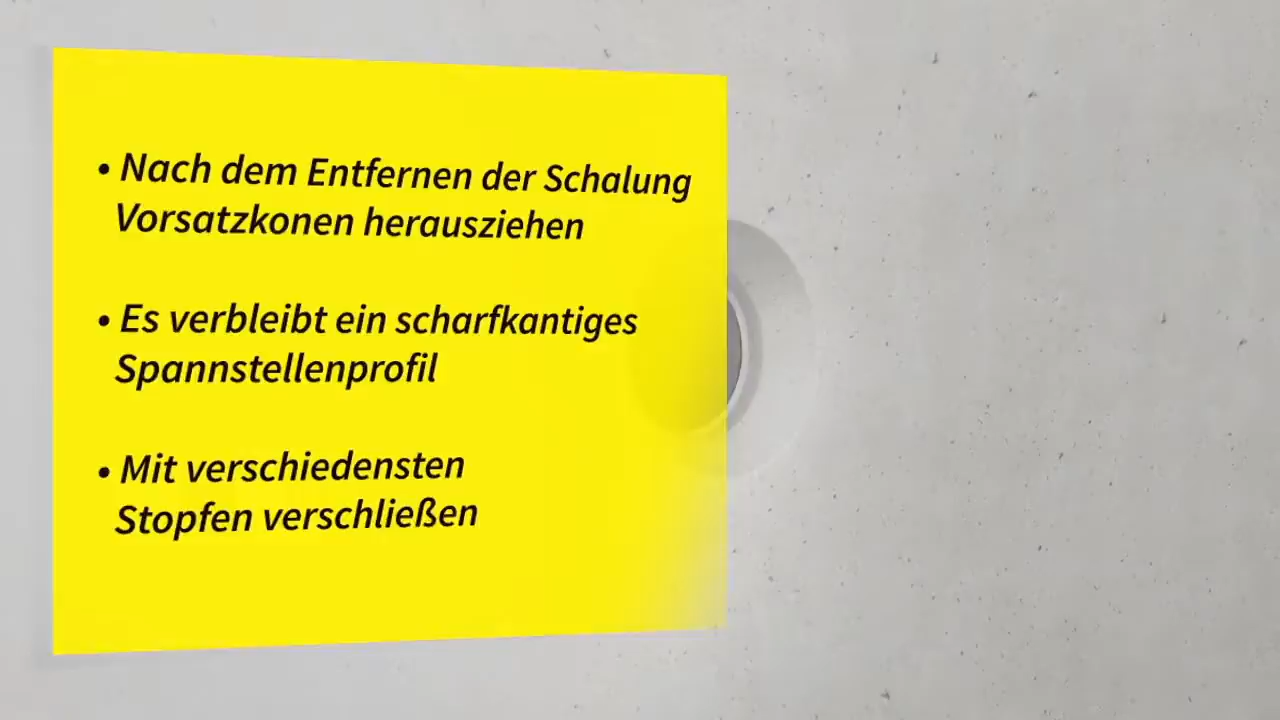 • Nach dem Entfernen der Schalung
Vorsatzkonen herausziehen
• Es verbleibt ein scharfkantiges
Spannstellenprofil
• Mit verschiedensten
Stopfen verschließen